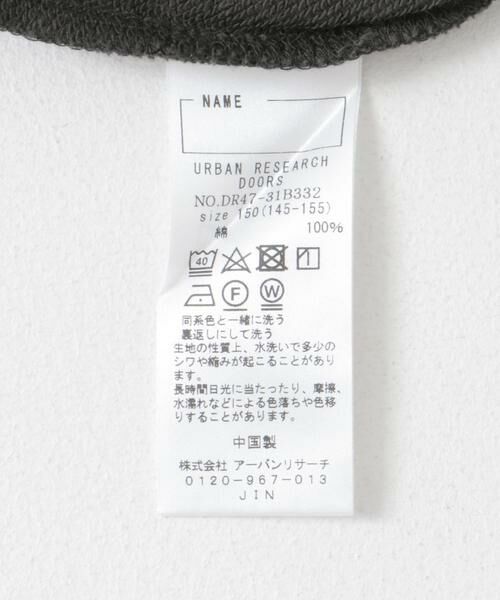 NAME
URBAN RESEARCH
DOORS
NO.DR47-31B332
size 150(145-155)
綿 100%
40
F W
同系色と一緒に洗う
裏返しにして洗う
生地の性質上、水洗いで多少の
シワや縮みが起こることがあり
ます。
長時間日光に当たったり、摩擦、
水濡れなどによる色落ちや色移
りすることがあります。
中国製
株式会社 アーバンリサーチ
0120-967-013
JIN